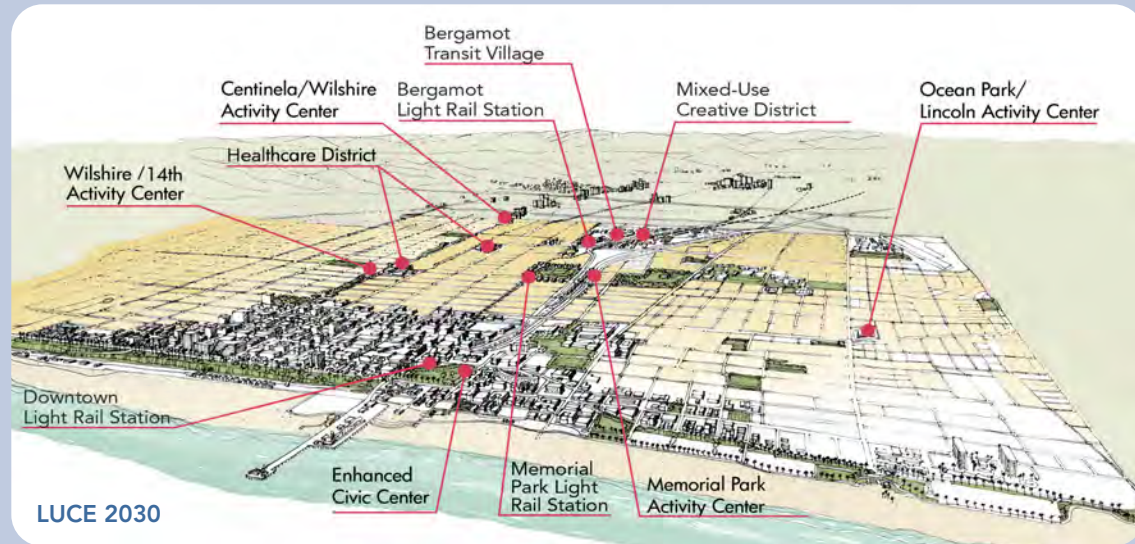 Bergamot
Transit Village
Centinela/Wilshire
Activity Center
Bergamot
Light Rail Station
Mixed-Use
Creative District
Ocean Park/
Lincoln Activity Center
Healthcare District
Wilshire /14th
Activity Center
Downtown
Light Rail Station
Enhanced
Civic Center
Memorial
Park Light
Rail Station
Memorial Park
Activity Center
LUCE 2030